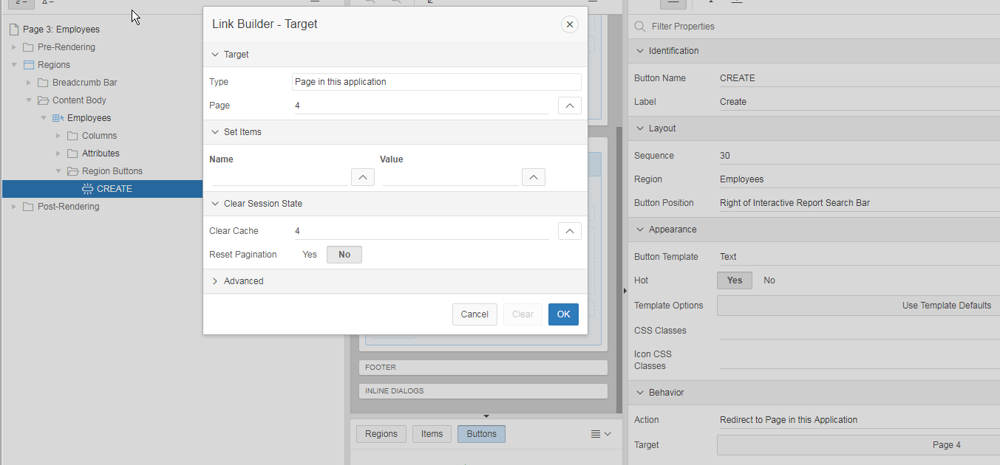 Page 3: Employees
Pre-Rendering
Regions
Breadcrumb Bar
Content Body
Employees
Columns
Attributes
Region Buttons
CREATE
Post-Rendering
Link Builder - Target
Target
Type Page in this application
Page 4
Set Items
Name Value
Clear Session State
Clear Cache 4
Reset Pagination Yes No
Advanced
Cancel Clear OK
FOOTER
INLINE DIALOGS
Regions Items Buttons
Filter Properties
Identification
Button Name CREATE
Label Create
Layout
Sequence 30
Region Employees
Button Position Right of Interactive Report Search Bar
Appearance
Button Template Text
Hot Yes No
Template Options Use Template Defaults
CSS Classes
Icon CSS
Classes
Behavior
Action Redirect to Page in this Application
Target Page 4